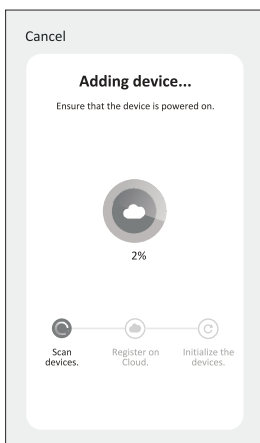 Cancel
Adding device...
Ensure that the device is powered on.
2%
Scan
devices.
Register on
Cloud.
Initialize the
devices.